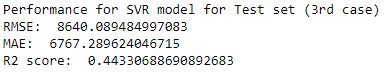 Performance for SVR model for Test set (3rd case)
RMSE:  8640.089484997083
MAE:  6767.289624046715
R2 score:  0.44330688690892683